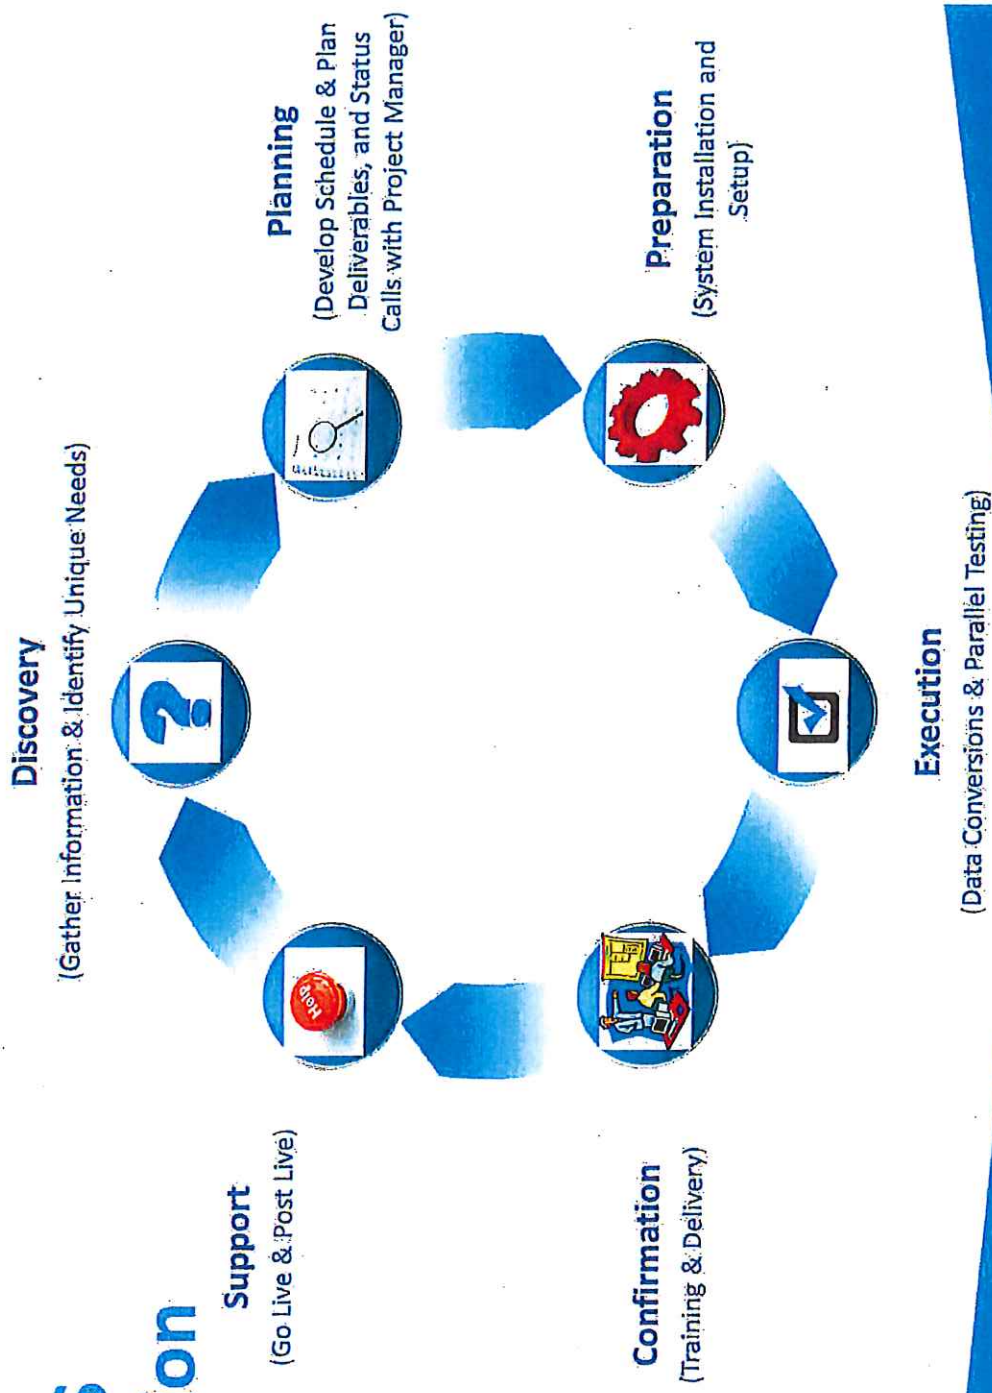 on
Discovery
(Gather Information & Identify Unique Needs)
Planning
(Develop Schedule & Plan
Deliverables, and Status
Calls with Project Manager)
Preparation
(System Installation and
Setup)
Execution
(Data Conversions & Parallel Testing)
Confirmation
(Training & Delivery)
Support
(Go Live & Post Live)
?
Help